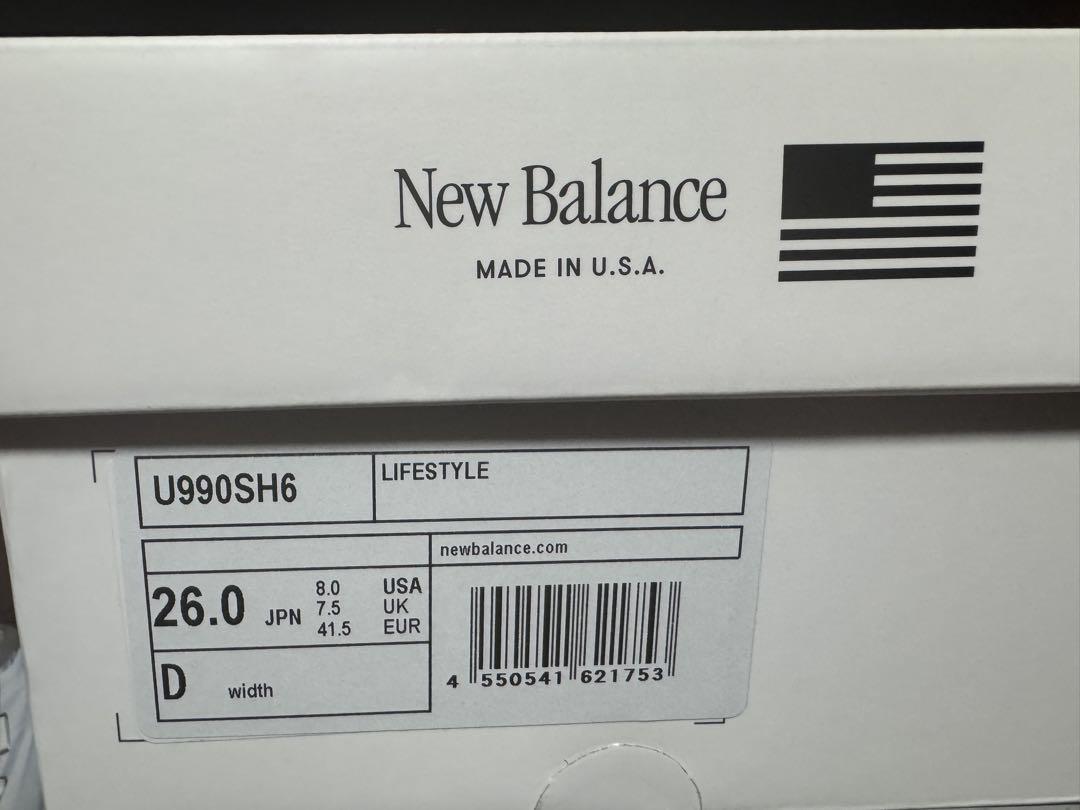 New Balance
MADE IN U.S.A.
U990SH6
LIFESTYLE
newbalance.com
26.0 JPN
8.0 USA
7.5 UK
41.5 EUR
D width
4 550541 621753